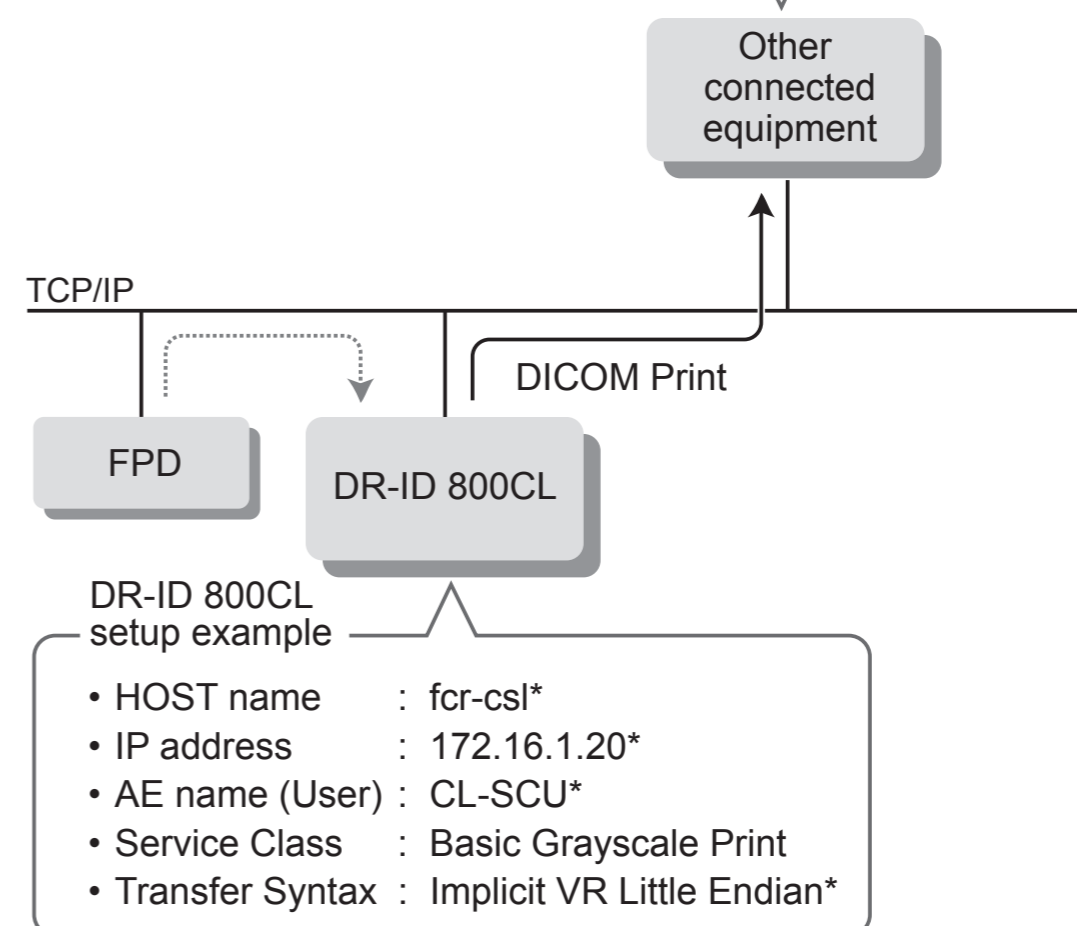 Other
connected
equipment
TCP/IP
DICOM Print
FPD
DR-ID 800CL
DR-ID 800CL
setup example
• HOST name : fcr-csl*
• IP address : 172.16.1.20*
• AE name (User) : CL-SCU*
• Service Class : Basic Grayscale Print
• Transfer Syntax : Implicit VR Little Endian*